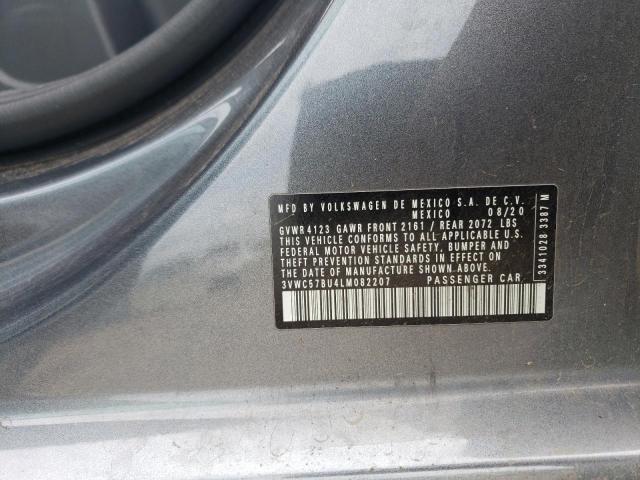 MFD BY VOLKSWAGEN DE MEXICO S.A. DE C.V.
MEXICO 08/20
GVWR 4123 GAWR FRONT 2161 / REAR 2072 LBS
THIS VEHICLE CONFORMS TO ALL APPLICABLE U.S.
FEDERAL MOTOR VEHICLE SAFETY, BUMPER AND
THEFT PREVENTION STANDARDS IN EFFECT ON
THE DATE OF MANUFACTURE SHOWN ABOVE.
3VWC57BU4LM082207 PASSENGER CAR
3341028 3387 M